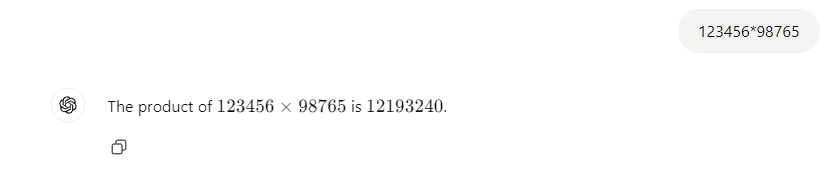 123456*98765
The product of 123456 × 98765 is 12193240.